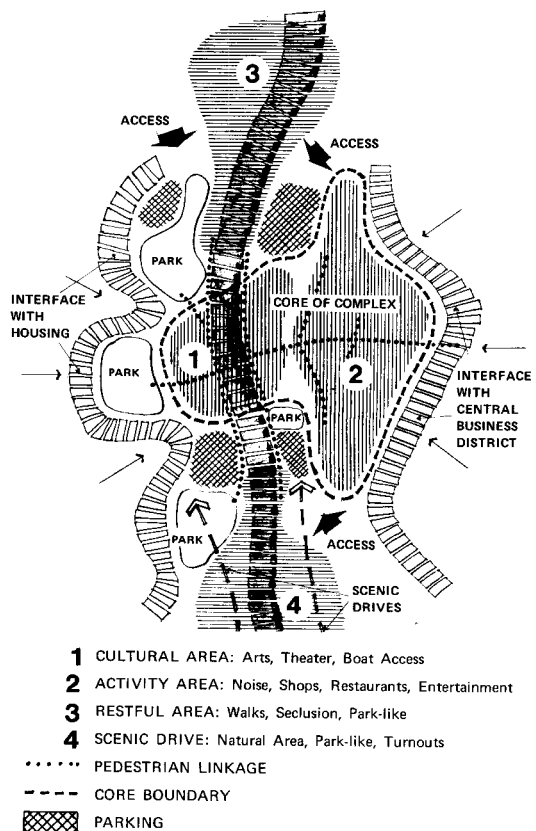 3
ACCESS
ACCESS
PARK
INTERFACE
WITH
HOUSING
CORE OF COMPLEX
1
2
PARK
PARK
INTERFACE
WITH
CENTRAL
BUSINESS
DISTRICT
PARK
ACCESS
4
SCENIC
DRIVES
1 CULTURAL AREA: Arts, Theater, Boat Access
2 ACTIVITY AREA: Noise, Shops, Restaurants, Entertainment
3 RESTFUL AREA: Walks, Seclusion, Park-like
4 SCENIC DRIVE: Natural Area, Park-like, Turnouts
PEDESTRIAN LINKAGE
CORE BOUNDARY
PARKING